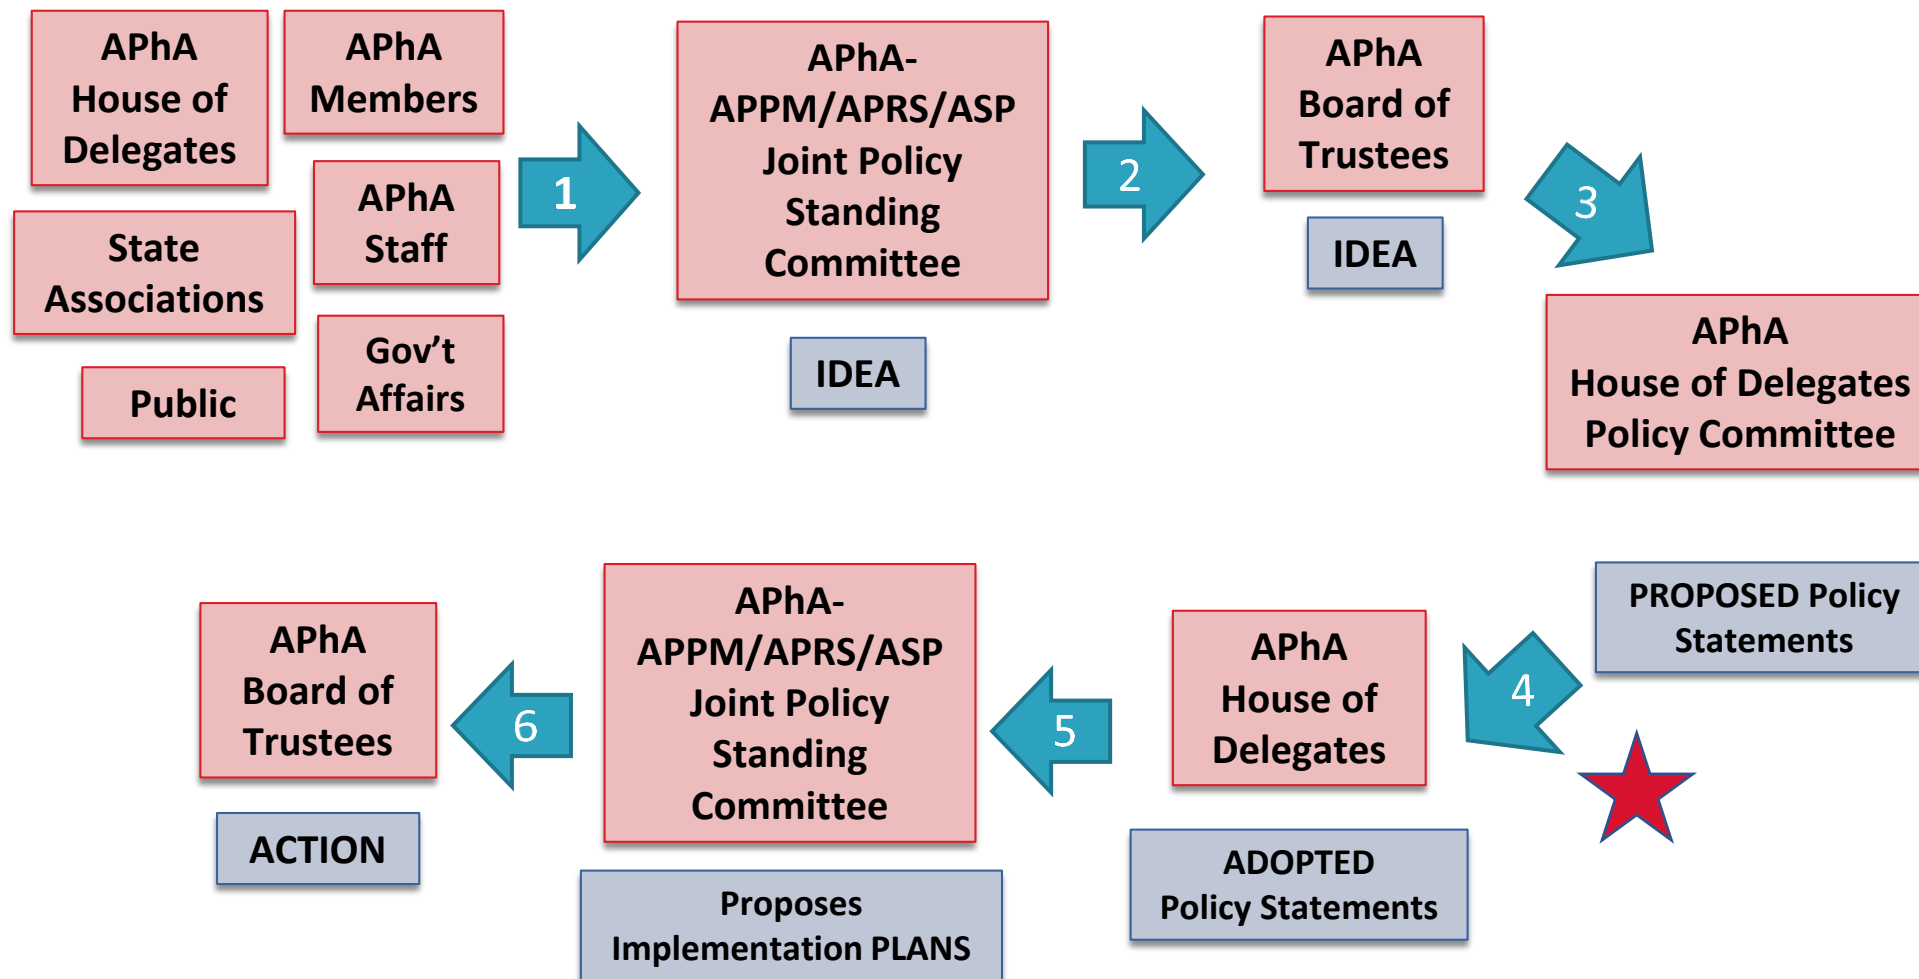 APhA
House of
Delegates
APhA
Members
APhA
Staff
State
Associations
Gov’t
Affairs
Public
1
APhA-
APPM/APRS/ASP
Joint Policy
Standing
Committee
IDEA
2
APhA
Board of
Trustees
IDEA
3
APhA
House of Delegates
Policy Committee
PROPOSED Policy
Statements
4
APhA
House of
Delegates
ADOPTED
Policy Statements
5
APhA-
APPM/APRS/ASP
Joint Policy
Standing
Committee
Proposes
Implementation PLANS
6
APhA
Board of
Trustees
ACTION